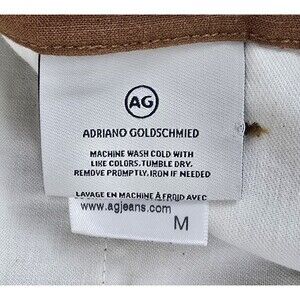 AG
ADRIANO GOLDSCHMIED
MACHINE WASH COLD WITH
LIKE COLORS. TUMBLE DRY.
REMOVE PROMPTLY, IRON IF NEEDED
LAVAGE EN MACHINE À FROID AVEC
www.agjeans.com
M